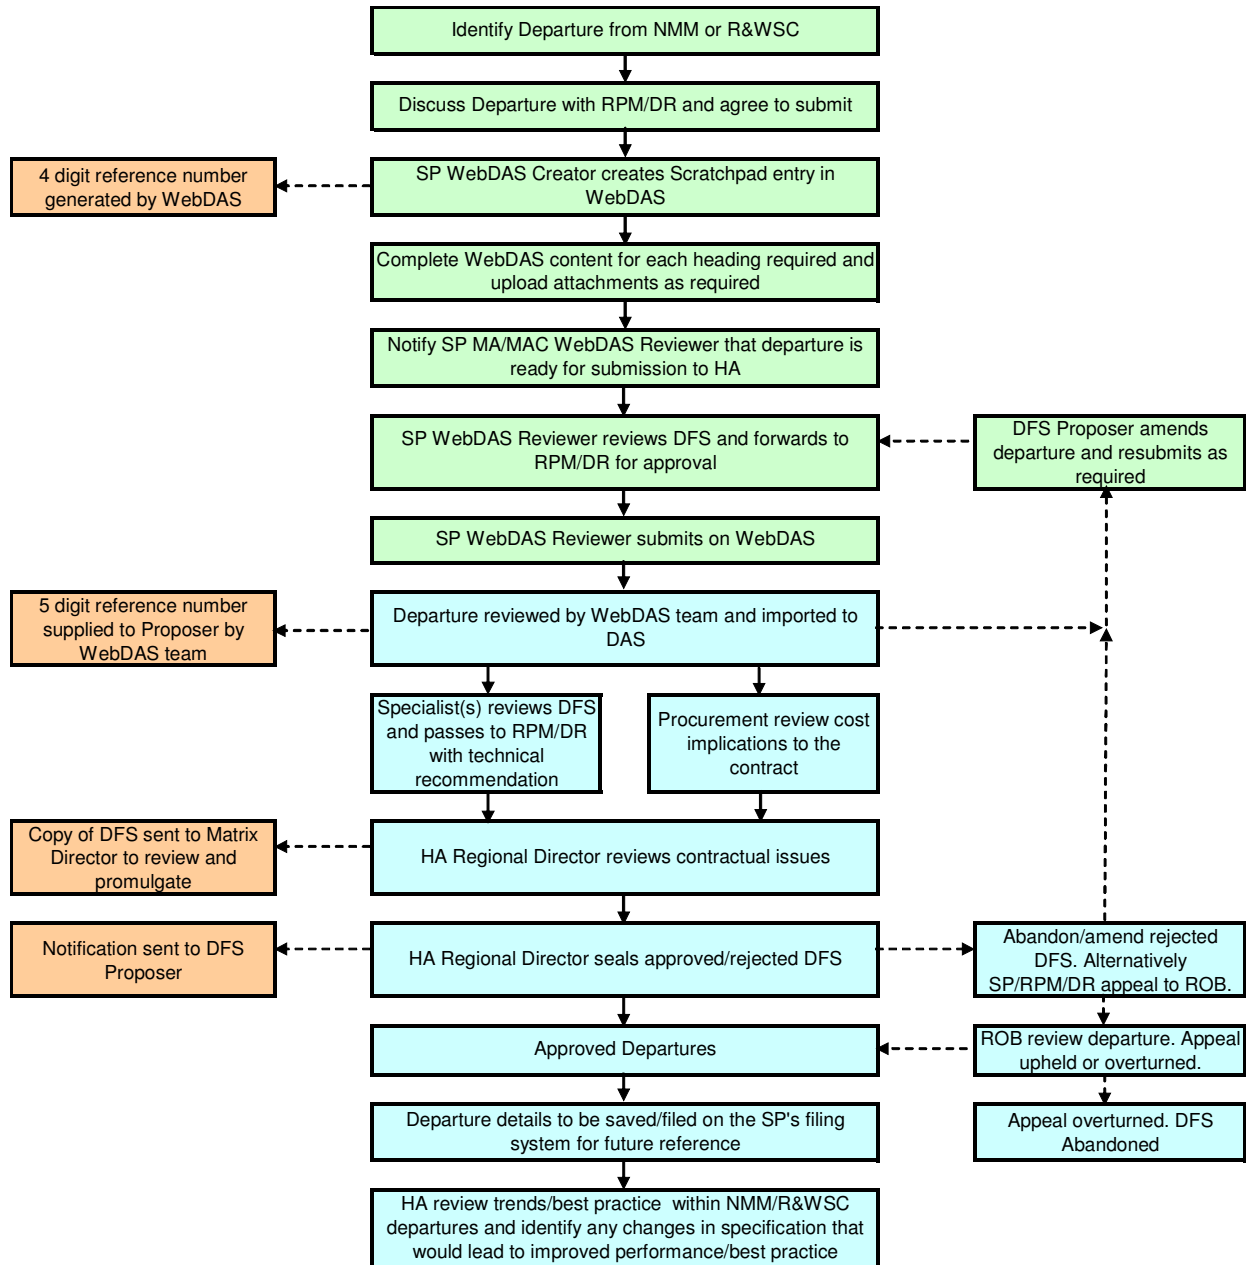 Identify Departure from NMM or R&WSC
Discuss Departure with RPM/DR and agree to submit
4 digit reference number
generated by WebDAS
SP WebDAS Creator creates Scratchpad entry in
WebDAS
Complete WebDAS content for each heading required and
upload attachments as required
Notify SP MA/MAC WebDAS Reviewer that departure is
ready for submission to HA
SP WebDAS Reviewer reviews DFS and forwards to
RPM/DR for approval
DFS Proposer amends
departure and resubmits as
required
SP WebDAS Reviewer submits on WebDAS
5 digit reference number
supplied to Proposer by
WebDAS team
Departure reviewed by WebDAS team and imported to
DAS
Specialist(s) reviews DFS
and passes to RPM/DR
with technical
recommendation
Procurement review cost
implications to the
contract
Copy of DFS sent to Matrix
Director to review and
promulgate
HA Regional Director reviews contractual issues
Notification sent to DFS
Proposer
HA Regional Director seals approved/rejected DFS
Abandon/amend rejected
DFS. Alternatively
SP/RPM/DR appeal to ROB.
Approved Departures
ROB review departure. Appeal
upheld or overturned.
Departure details to be saved/filed on the SP's filing
system for future reference
Appeal overturned. DFS
Abandoned
HA review trends/best practice within NMM/R&WSC
departures and identify any changes in specification that
would lead to improved performance/best practice